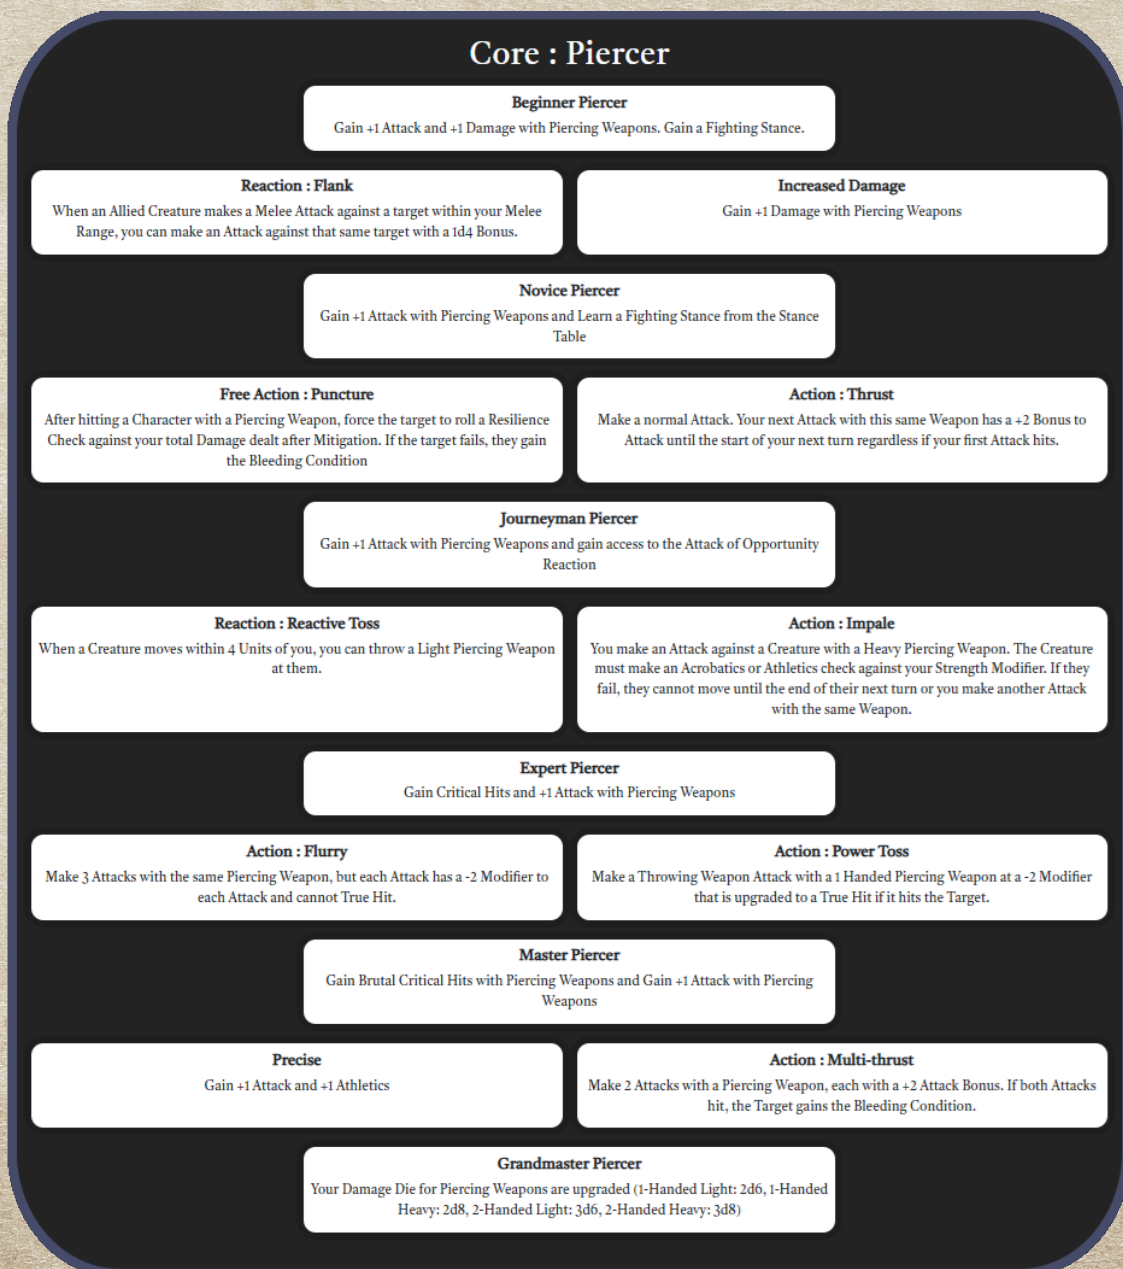 Core : Piercer
Beginner Piercer
Gain +1 Attack and +1 Damage with Piercing Weapons. Gain a Fighting Stance.
Reaction : Flank
When an Allied Creature makes a Melee Attack against a target within your Melee
Range, you can make an Attack against that same target with a 1d4 Bonus.
Increased Damage
Gain +1 Damage with Piercing Weapons
Novice Piercer
Gain +1 Attack with Piercing Weapons and Learn a Fighting Stance from the Stance
Table
Free Action : Puncture
After hitting a Character with a Piercing Weapon, force the target to roll a Resilience
Check against your total Damage dealt after Mitigation. If the target fails, they gain
the Bleeding Condition
Action : Thrust
Make a normal Attack. Your next Attack with this same Weapon has a +2 Bonus to
Attack until the start of your next turn regardless if your first Attack hits.
Journeyman Piercer
Gain +1 Attack with Piercing Weapons and gain access to the Attack of Opportunity
Reaction
Reaction : Reactive Toss
When a Creature moves within 4 Units of you, you can throw a Light Piercing Weapon
at them.
Action : Impale
You make an Attack against a Creature with a Heavy Piercing Weapon. The Creature
must make an Acrobatics or Athletics check against your Strength Modifier. If they
fail, they cannot move until the end of their next turn or you make another Attack
with the same Weapon.
Expert Piercer
Gain Critical Hits and +1 Attack with Piercing Weapons
Action : Flurry
Make 3 Attacks with the same Piercing Weapon, but each Attack has a -2 Modifier to
each Attack and cannot True Hit.
Action : Power Toss
Make a Throwing Weapon Attack with a 1 Handed Piercing Weapon at a -2 Modifier
that is upgraded to a True Hit if it hits the Target.
Master Piercer
Gain Brutal Critical Hits with Piercing Weapons and Gain +1 Attack with Piercing
Weapons
Precise
Gain +1 Attack and +1 Athletics
Action : Multi-thrust
Make 2 Attacks with a Piercing Weapon, each with a +2 Attack Bonus. If both Attacks
hit, the Target gains the Bleeding Condition.
Grandmaster Piercer
Your Damage Die for Piercing Weapons are upgraded (1-Handed Light: 2d6, 1-Handed
Heavy: 2d8, 2-Handed Light: 3d6, 2-Handed Heavy: 3d8)